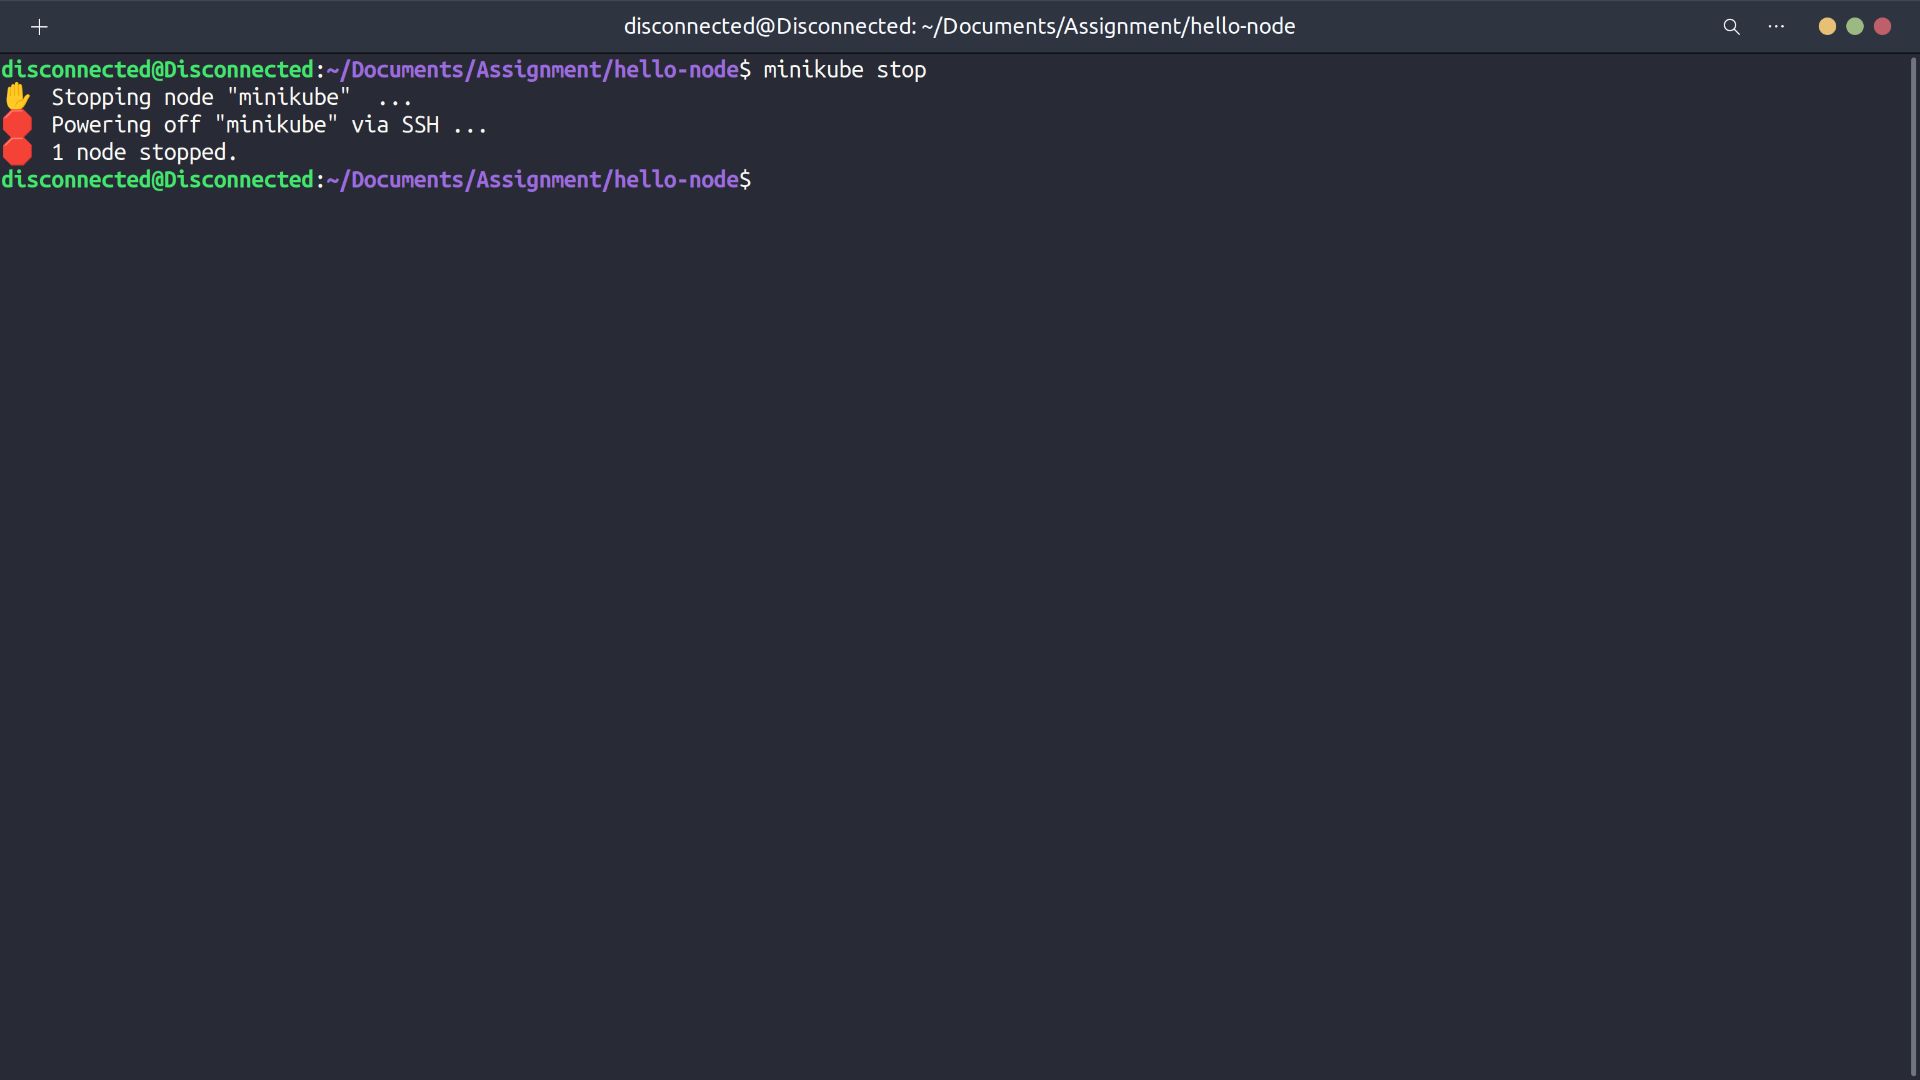 disconnected@Disconnected: ~/Documents/Assignment/hello-node
disconnected@Disconnected:~/Documents/Assignment/hello-node$ minikube stop
✋ Stopping node "minikube" ...
🛑 Powering off "minikube" via SSH ...
🛑 1 node stopped.
disconnected@Disconnected:~/Documents/Assignment/hello-node$